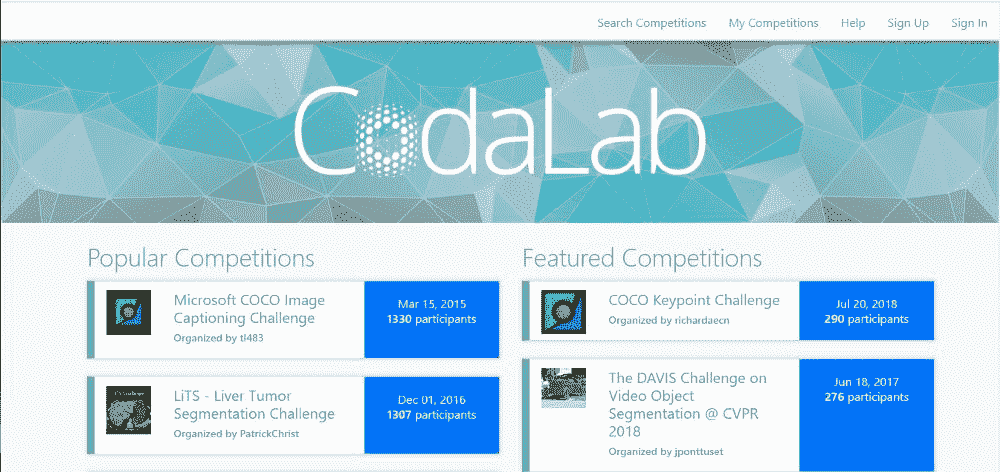 Search Competitions My Competitions Help Sign Up Sign In
CodaLab
Popular Competitions
Microsoft COCO Image
Captioning Challenge
Organized by tl483
Mar 15, 2015
1330 participants
LiTS - Liver Tumor
Segmentation Challenge
Organized by PatrickChrist
Dec 01, 2016
1307 participants
Featured Competitions
COCO Keypoint Challenge
Organized by richardaecn
Jul 20, 2018
290 participants
The DAVIS Challenge on
Video Object
Segmentation @ CVPR
2018
Organized by jponttuset
Jun 18, 2017
276 participants